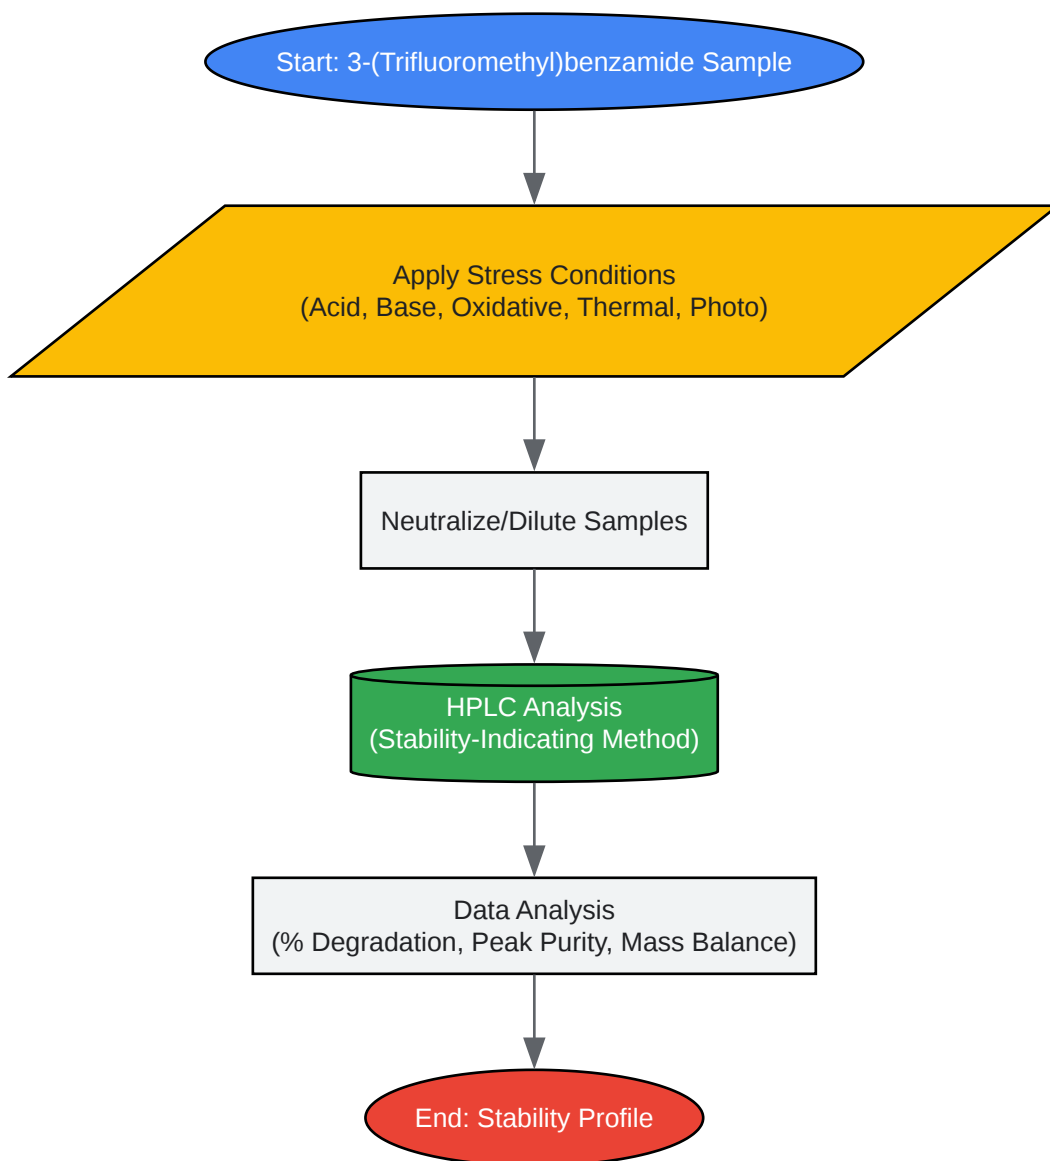 Start: 3-(Trifluoromethyl)benzamide Sample
Apply Stress Conditions
(Acid, Base, Oxidative, Thermal, Photo)
Neutralize/Dilute Samples
HPLC Analysis
(Stability-Indicating Method)
Data Analysis
(% Degradation, Peak Purity, Mass Balance)
End: Stability Profile